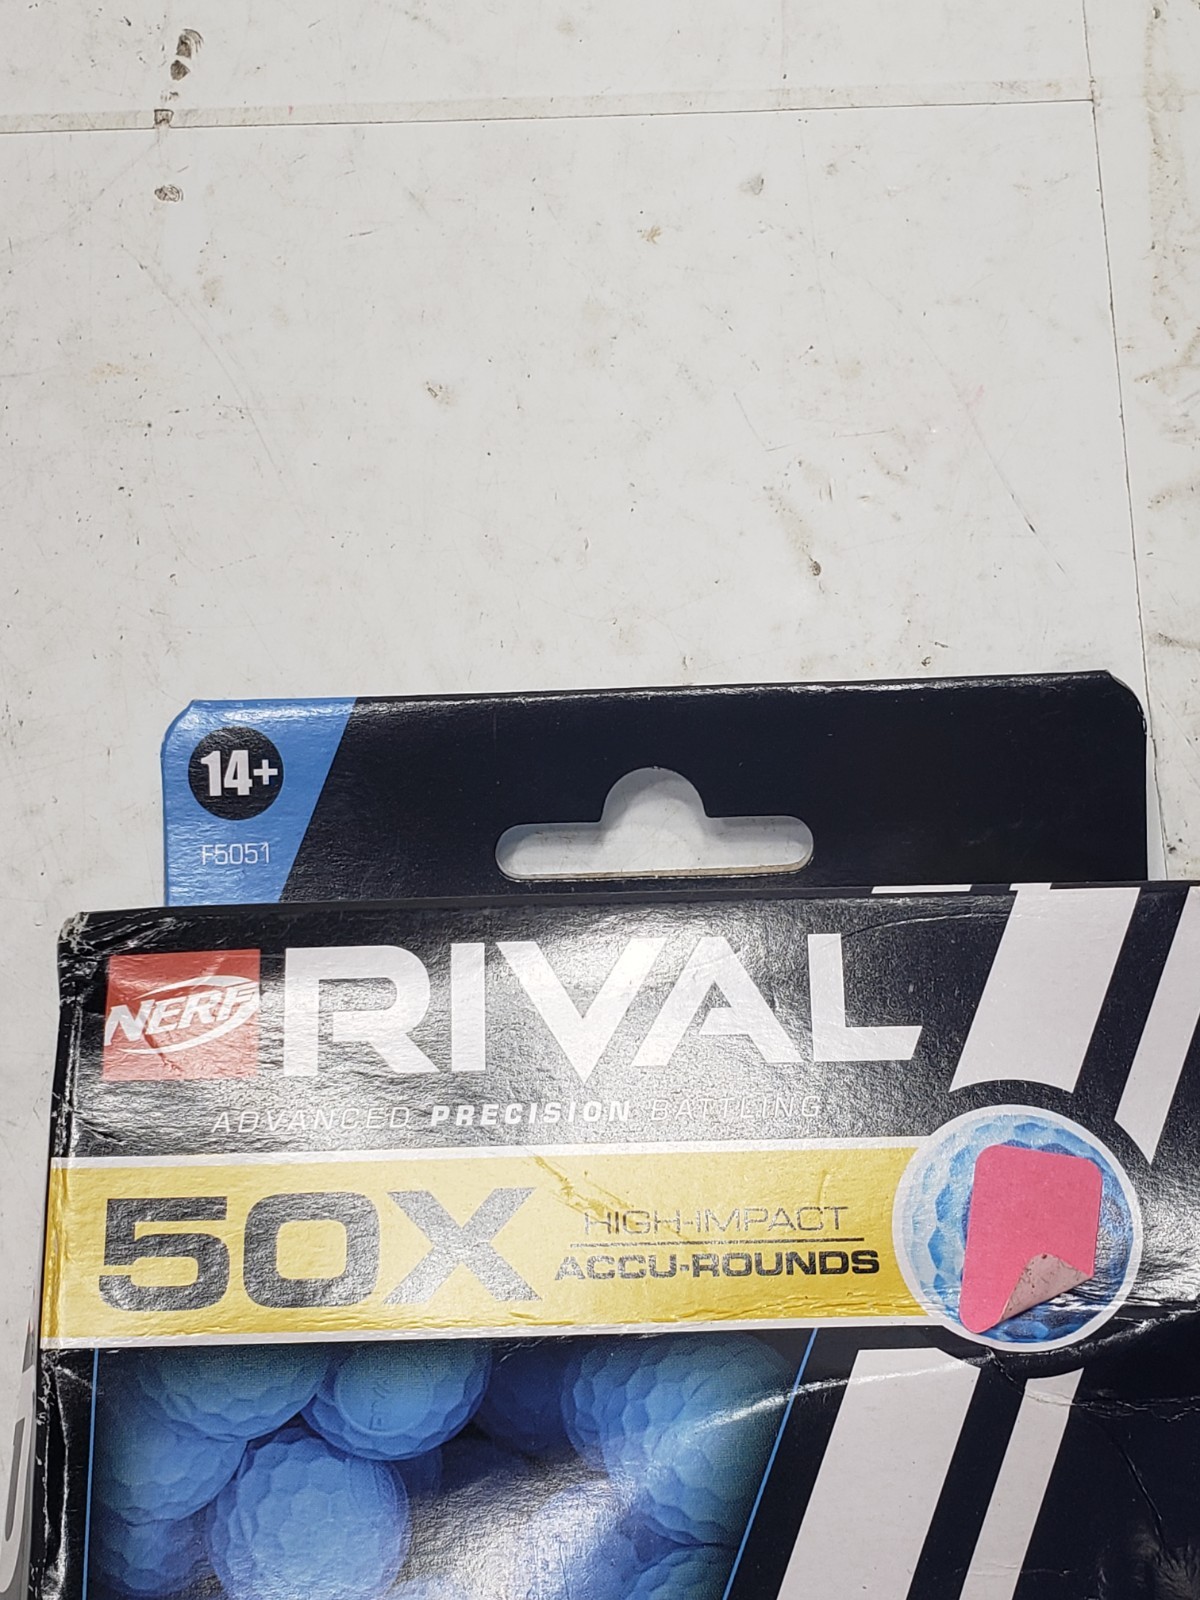 14+
F5051
NERF RIVAL
ADVANCED PRECISION BATTLING
50X
HIGH-IMPACT
ACCU-ROUNDS